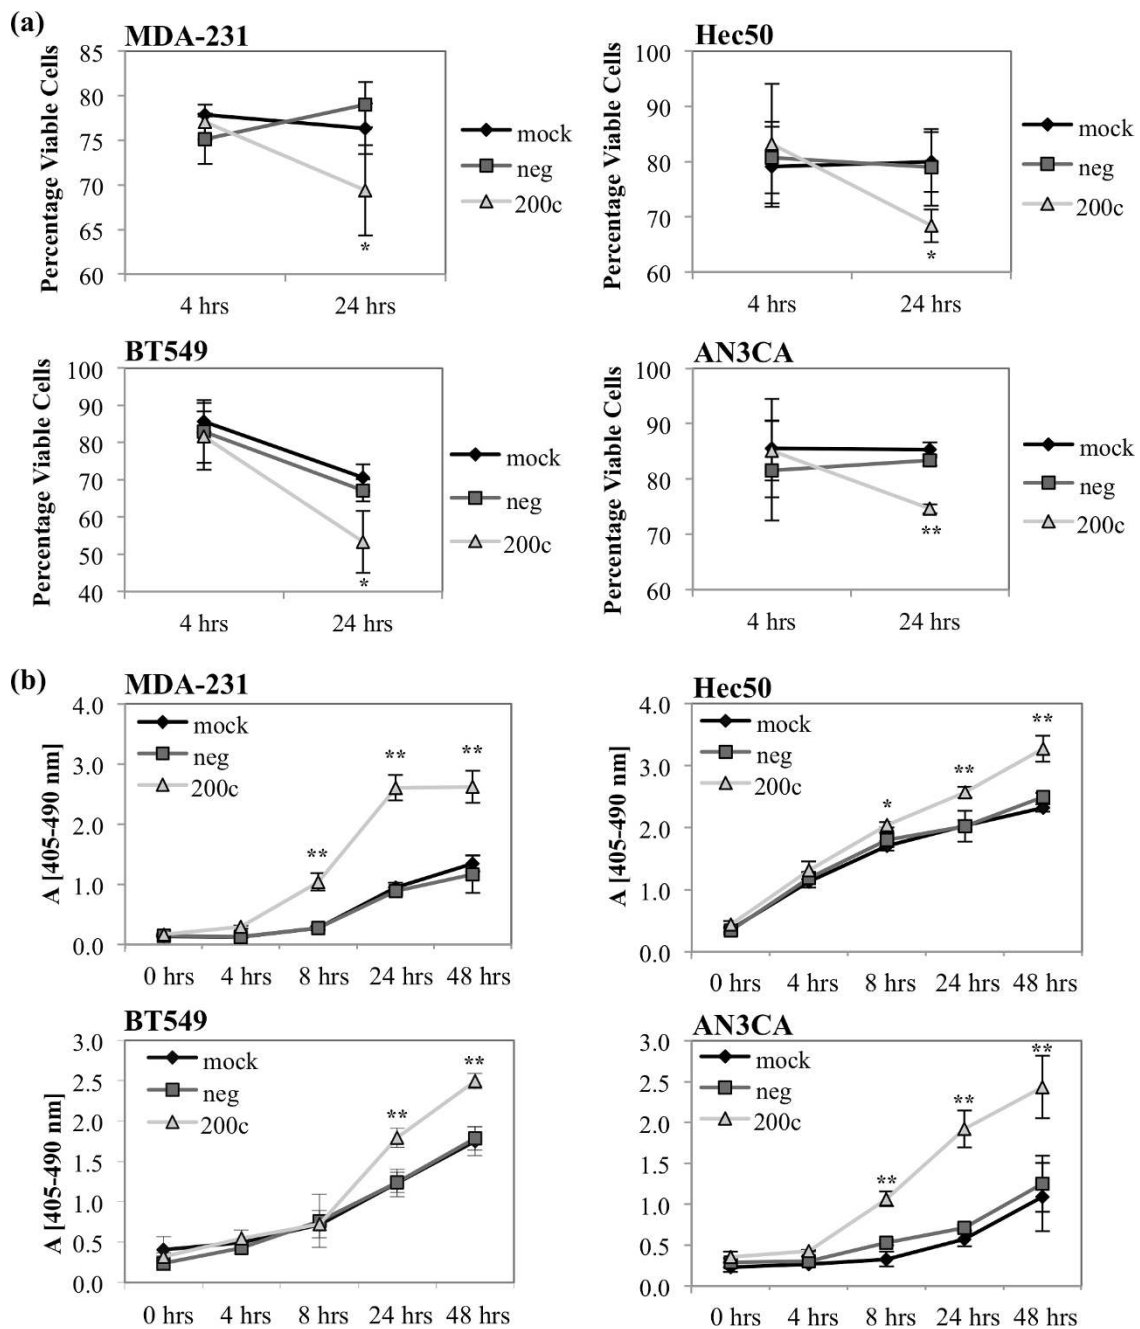 (a)
MDA-231
Percentage Viable Cells
85
80
75
70
65
60
4 hrs 24 hrs
*
mock
neg
200c
Hec50
Percentage Viable Cells
100
90
80
70
60
4 hrs 24 hrs
*
mock
neg
200c
BT549
Percentage Viable Cells
100
90
80
70
60
50
40
4 hrs 24 hrs
*
mock
neg
200c
AN3CA
Percentage Viable Cells
100
90
80
70
60
4 hrs 24 hrs
**
mock
neg
200c
(b)
MDA-231
A [405-490 nm]
4.0
3.0
2.0
1.0
0.0
0 hrs 4 hrs 8 hrs 24 hrs 48 hrs
mock
neg
200c
** ** **
Hec50
A [405-490 nm]
4.0
3.0
2.0
1.0
0.0
0 hrs 4 hrs 8 hrs 24 hrs 48 hrs
mock
neg
200c
* ** **
BT549
A [405-490 nm]
3.0
2.5
2.0
1.5
1.0
0.5
0.0
0 hrs 4 hrs 8 hrs 24 hrs 48 hrs
mock
neg
200c
** **
AN3CA
A [405-490 nm]
3.0
2.5
2.0
1.5
1.0
0.5
0.0
0 hrs 4 hrs 8 hrs 24 hrs 48 hrs
mock
neg
200c
** ** **